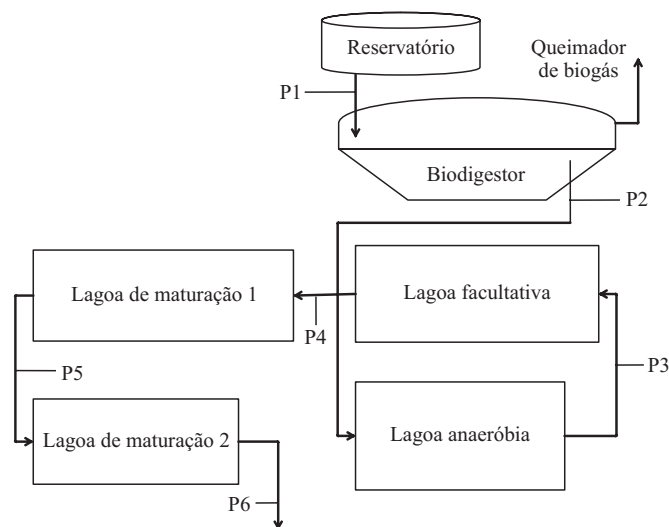 Reservatório
Queimador
de biogás
P1
Biodigestor
P2
Lagoa de maturação 1
Lagoa facultativa
P4
P5
P3
Lagoa de maturação 2
Lagoa anaeróbia
P6